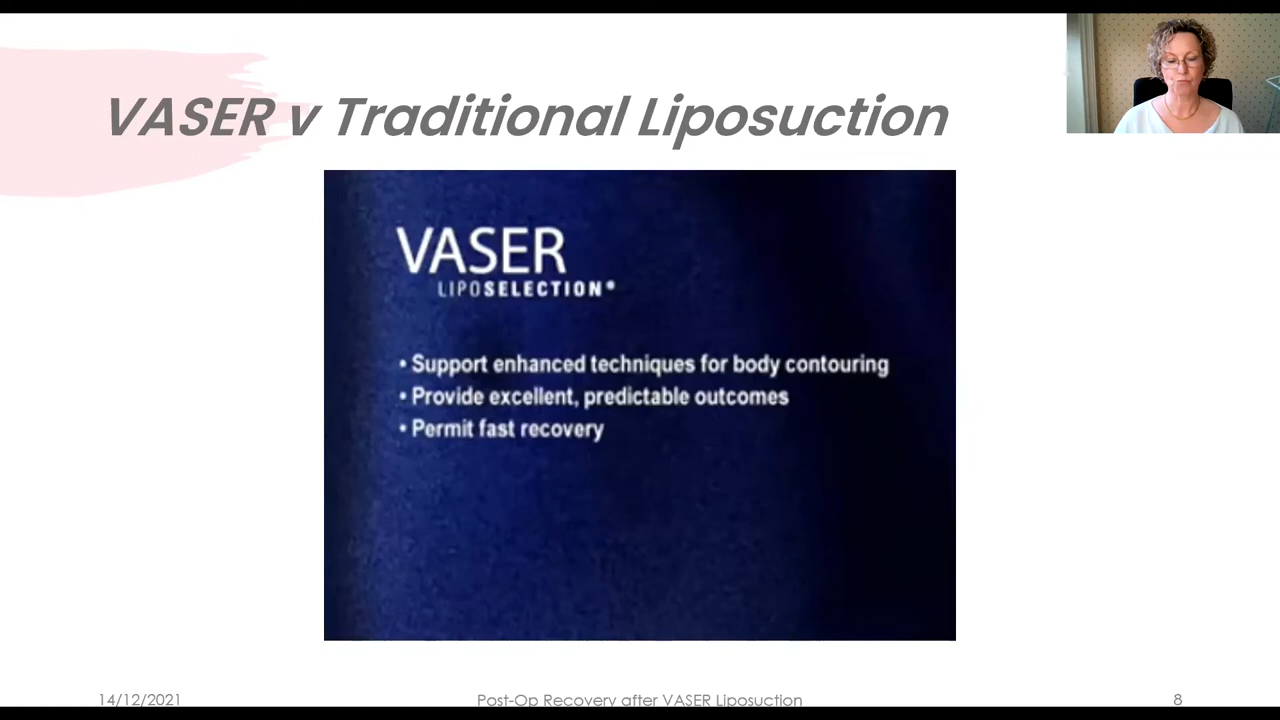 VASER v Traditional Liposuction
VASER
LIPOSELECTION®
• Support enhanced techniques for body contouring
• Provide excellent, predictable outcomes
• Permit fast recovery
14/12/2021
Post-Op Recovery after VASER Liposuction
8